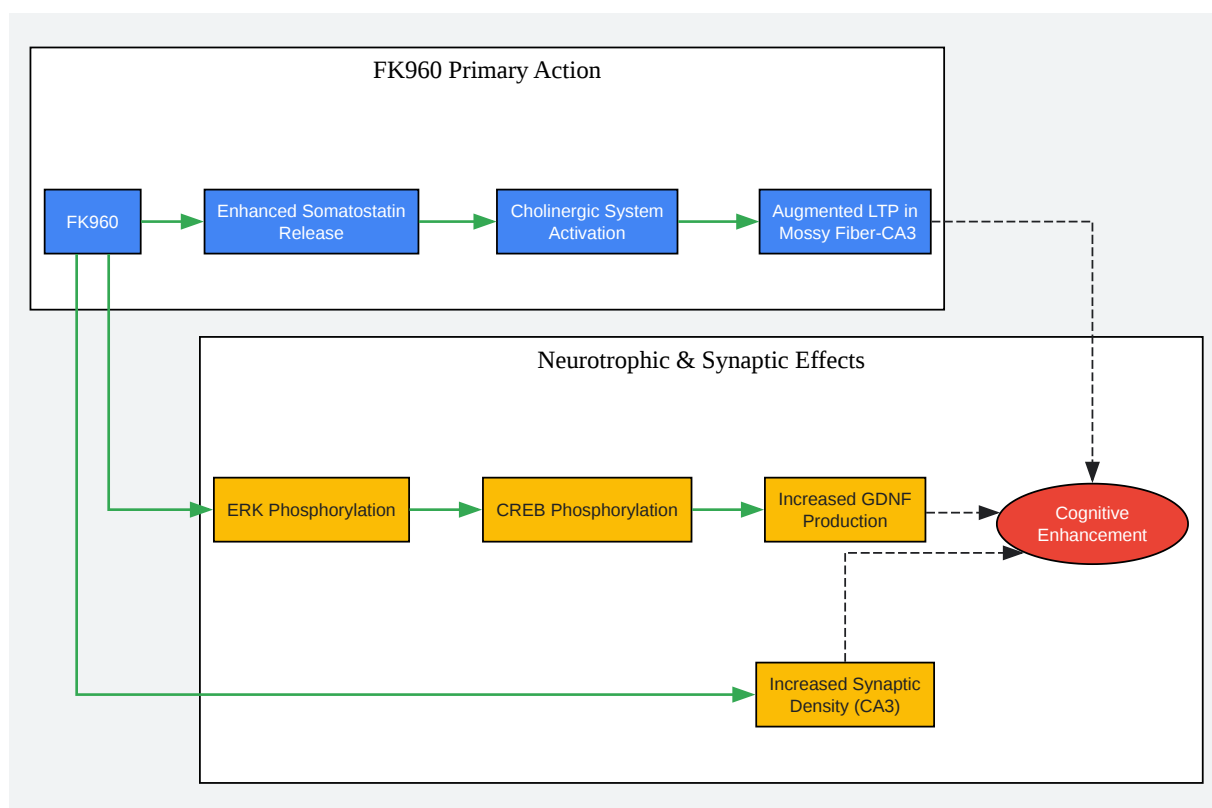 FK960 Primary Action
FK960
Enhanced Somatostatin
Release
Cholinergic System
Activation
Augmented LTP in
Mossy Fiber-CA3
Neurotrophic & Synaptic Effects
ERK Phosphorylation
CREB Phosphorylation
Increased GDNF
Production
Cognitive
Enhancement
Increased Synaptic
Density (CA3)